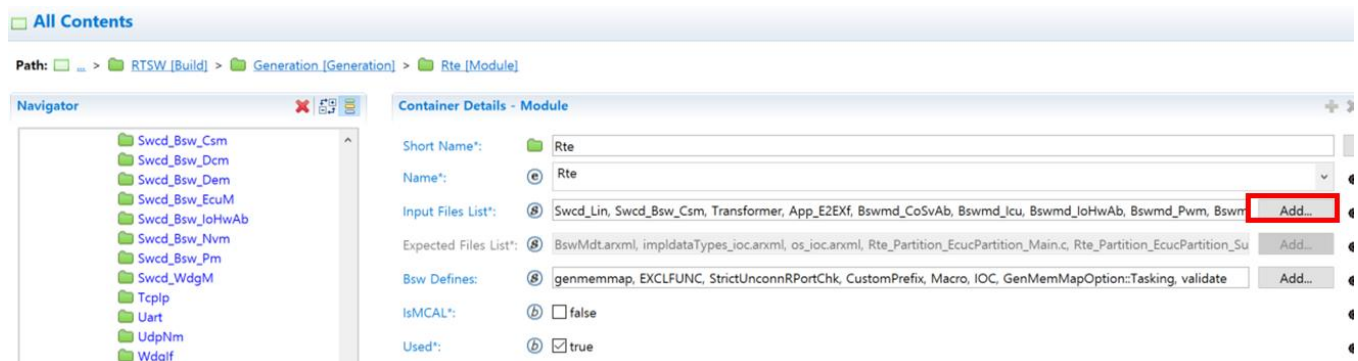 All Contents
Path: ... > RTSW [Build] > Generation [Generation] > Rte [Module]
Navigator
Swcd_Bsw_Csm
Swcd_Bsw_Dcm
Swcd_Bsw_Dem
Swcd_Bsw_EcuM
Swcd_Bsw_IoHwAb
Swcd_Bsw_Nvm
Swcd_Bsw_Pm
Swcd_WdgM
TcpIp
Uart
UdpNm
WdgIf
Container Details - Module
Short Name*: Rte
Name*: e Rte
Input Files List*: s Swcd_Lin, Swcd_Bsw_Csm, Transformer, App_E2EXf, Bswmd_CoSvAb, Bswmd_Icu, Bswmd_IoHwAb, Bswmd_Pwm, Bswm Add...
Expected Files List*: s BswMdt.arxml, impldataTypes_ioc.arxml, os_ioc.arxml, Rte_Partition_EcucPartition_Main.c, Rte_Partition_EcucPartition_Su Add...
Bsw Defines: s genmemmap, EXCLFUNC, StrictUnconnRPortChk, CustomPrefix, Macro, IOC, GenMemMapOption::Tasking, validate Add...
IsMCAL*: b false
Used*: b true